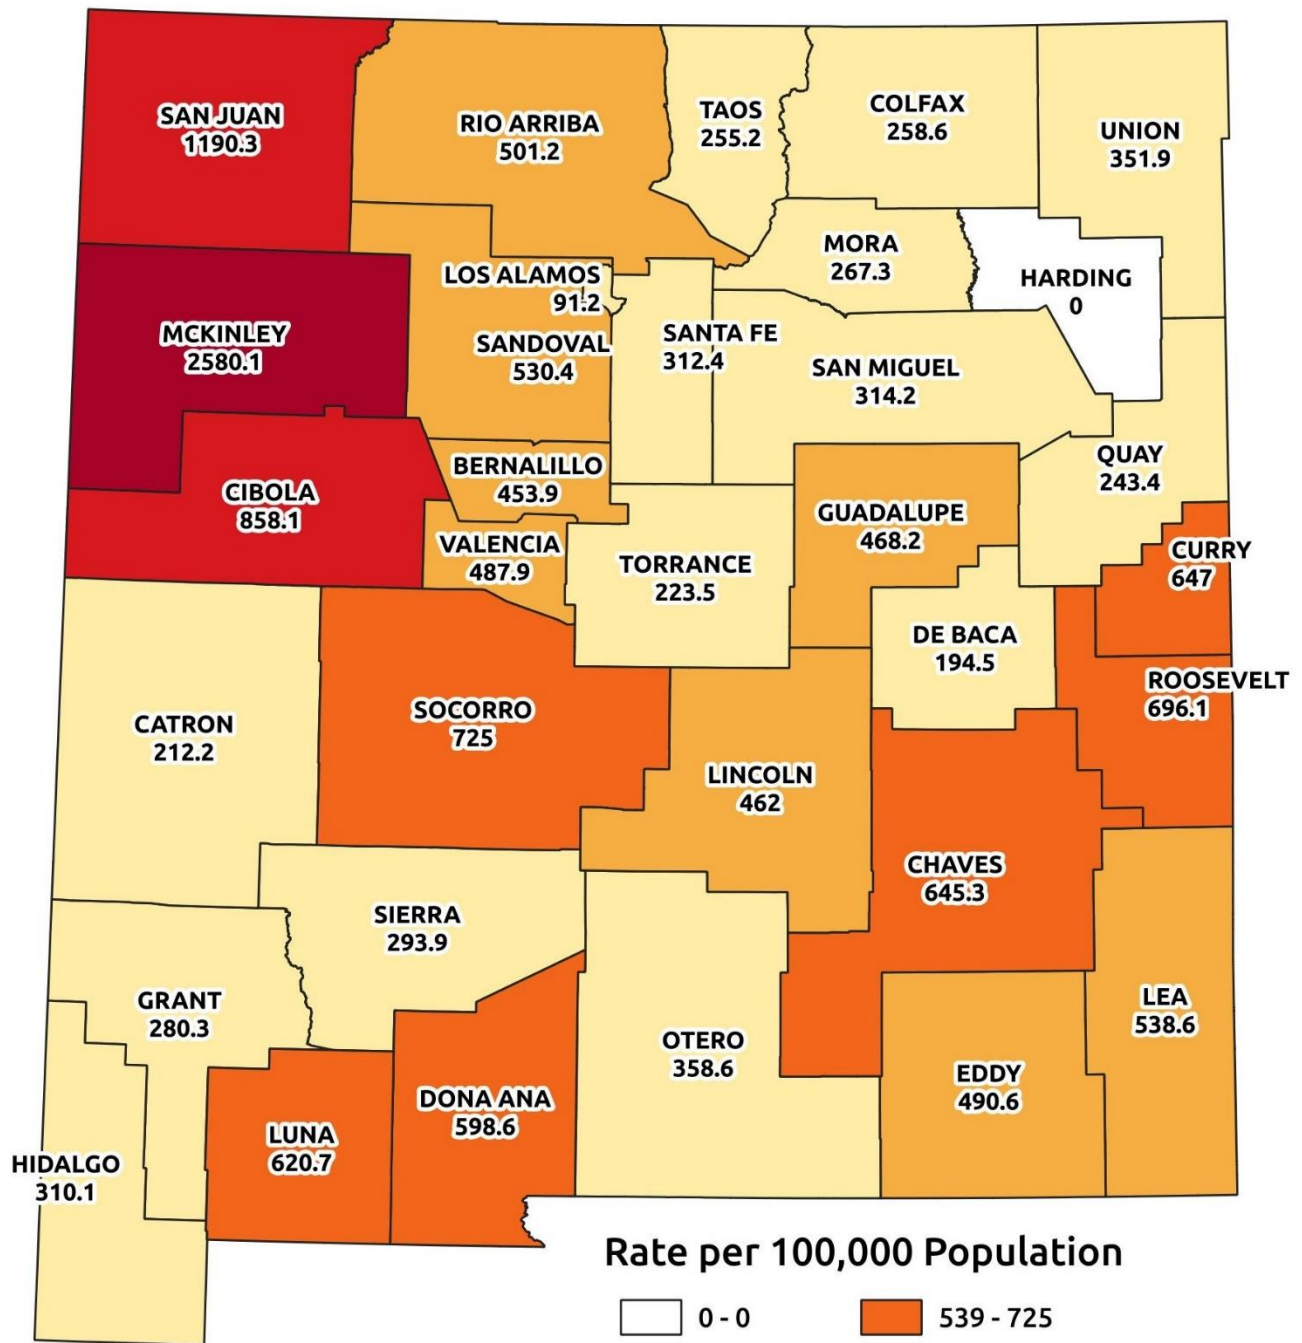 SAN JUAN
1190.3
RIO ARRIBA
501.2
TAOS
255.2
COLFAX
258.6
UNION
351.9
MORA
267.3
HARDING
0
LOS ALAMOS
91.2
MCKINLEY
2580.1
SANDOVAL
530.4
SANTA FE
312.4
SAN MIGUEL
314.2
CIBOLA
858.1
BERNALILLO
453.9
QUAY
243.4
GUADALUPE
468.2
VALENCIA
487.9
TORRANCE
223.5
CURRY
647
DE BACA
194.5
ROOSEVELT
696.1
CATRON
212.2
SOCORRO
725
LINCOLN
462
CHAVES
645.3
SIERRA
293.9
GRANT
280.3
LEA
538.6
OTERO
358.6
EDDY
490.6
DONA ANA
598.6
LUNA
620.7
HIDALGO
310.1
Rate per 100,000 Population
0 - 0
539 - 725